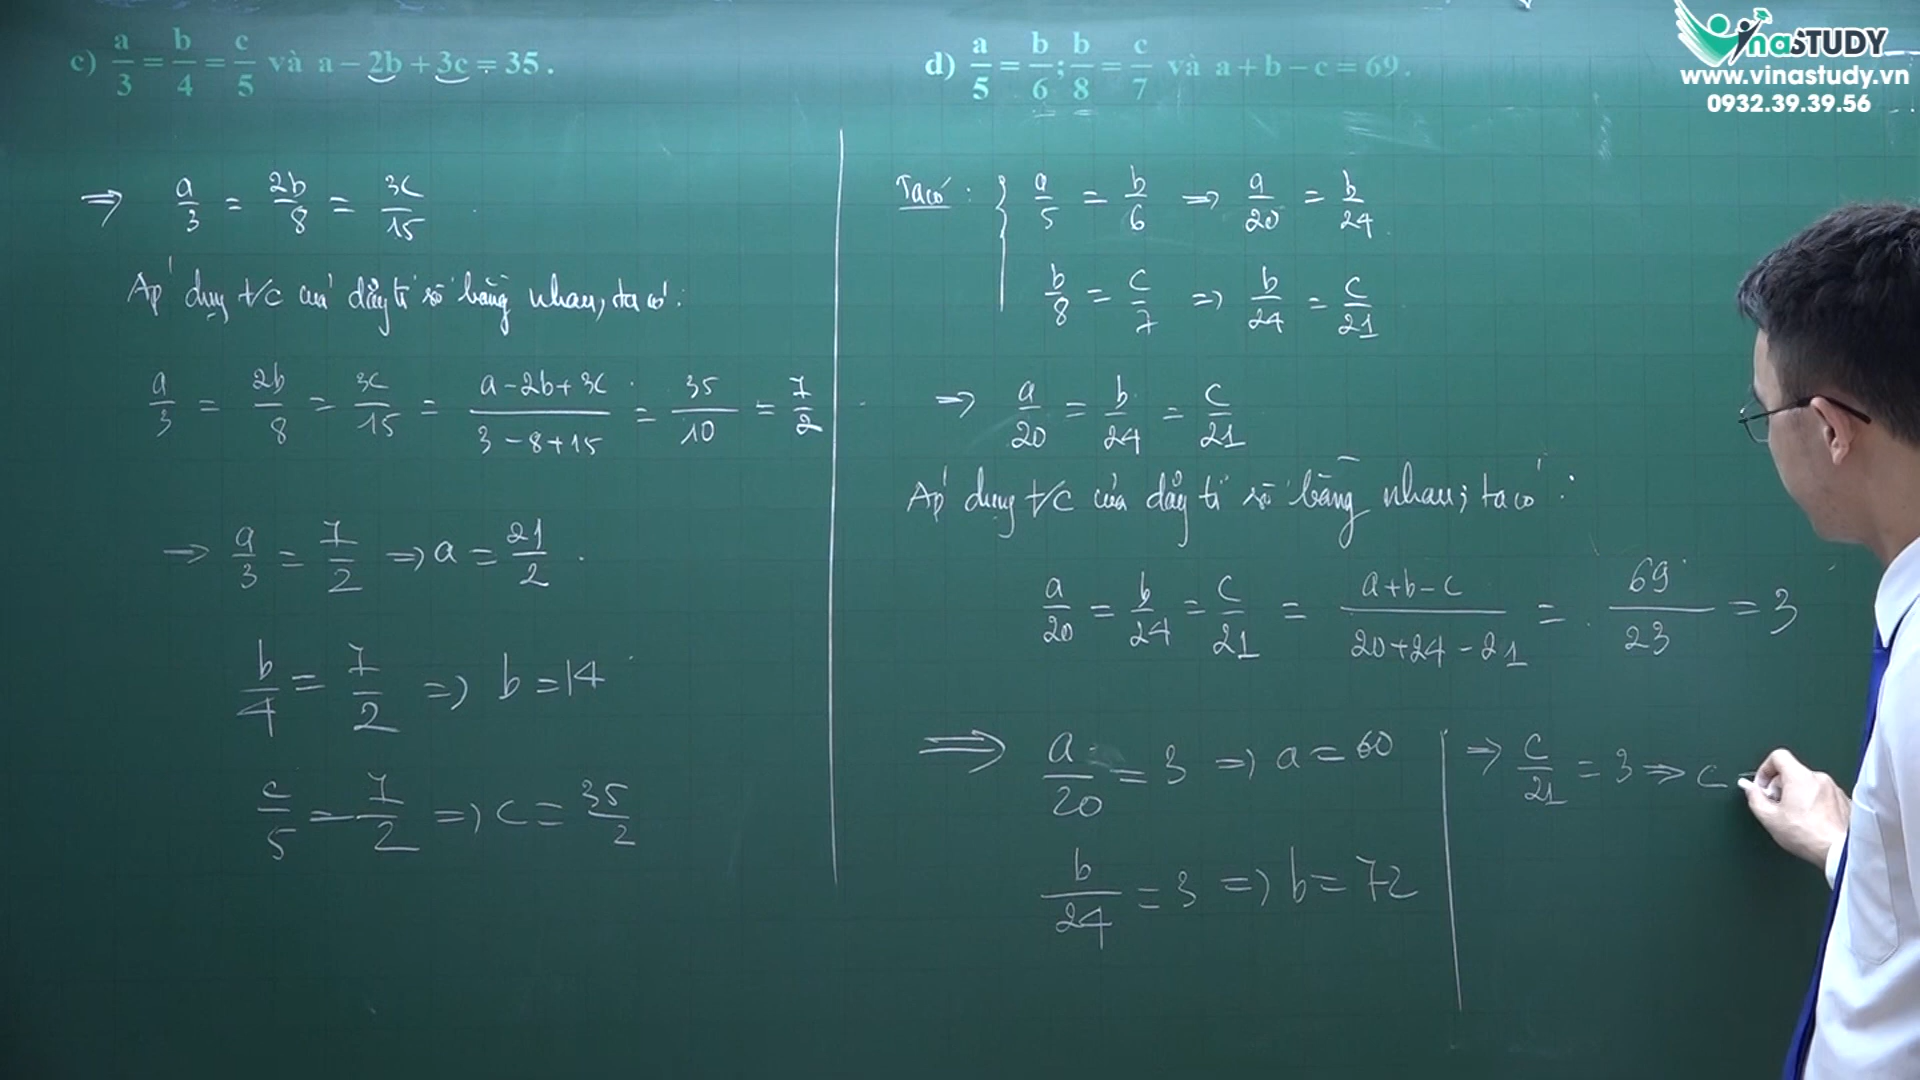 c) a/3 = b/4 = c/5 và a – 2b + 3c = 35.
⇒ a/3 = 2b/8 = 3c/15
Áp dụng t/c của dãy tỉ số bằng nhau, ta có:
a/3 = 2b/8 = 3c/15 = (a-2b+3c)/(3-8+15) = 35/10 = 7/2
⇒ a/3 = 7/2 ⇒ a = 21/2.
b/4 = 7/2 ⇒ b = 14
c/5 = 7/2 ⇒ c = 35/2
d) a/5 = b/6; b/8 = c/7 và a + b – c = 69.
Ta có: { a/5 = b/6 ⇒ a/20 = b/24
b/8 = c/7 ⇒ b/24 = c/21
⇒ a/20 = b/24 = c/21
Áp dụng t/c của dãy tỉ số bằng nhau; ta có:
a/20 = b/24 = c/21 = (a+b-c)/(20+24-21) = 69/23 = 3
⇒ a/20 = 3 ⇒ a = 60
b/24 = 3 ⇒ b = 72
⇒ c/21 = 3 ⇒ c =
VinaSTUDY
www.vinastudy.vn
0932.39.39.56